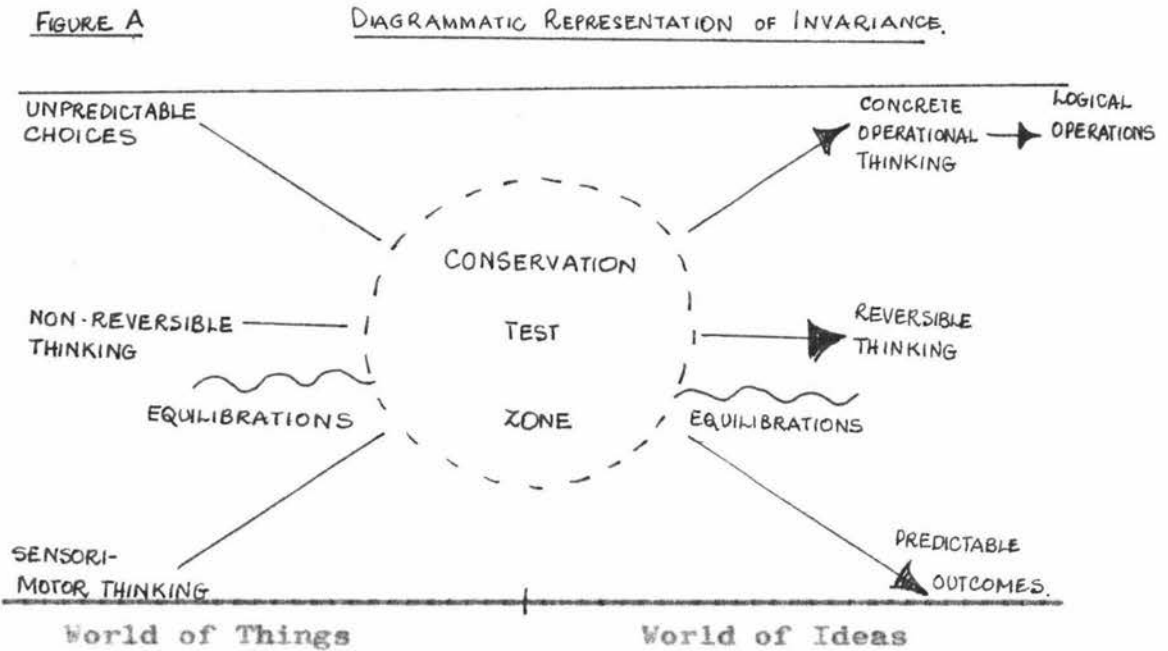 FIGURE A
DIAGRAMMATIC REPRESENTATION OF INVARIANCE.
UNPREDICTABLE
CHOICES
CONCRETE
OPERATIONAL
THINKING
LOGICAL
OPERATIONS
CONSERVATION
TEST
ZONE
NON-REVERSIBLE
THINKING
REVERSIBLE
THINKING
EQUILIBRATIONS
EQUILIBRATIONS
SENSORI-
MOTOR THINKING
PREDICTABLE
OUTCOMES.
World of Things
World of Ideas